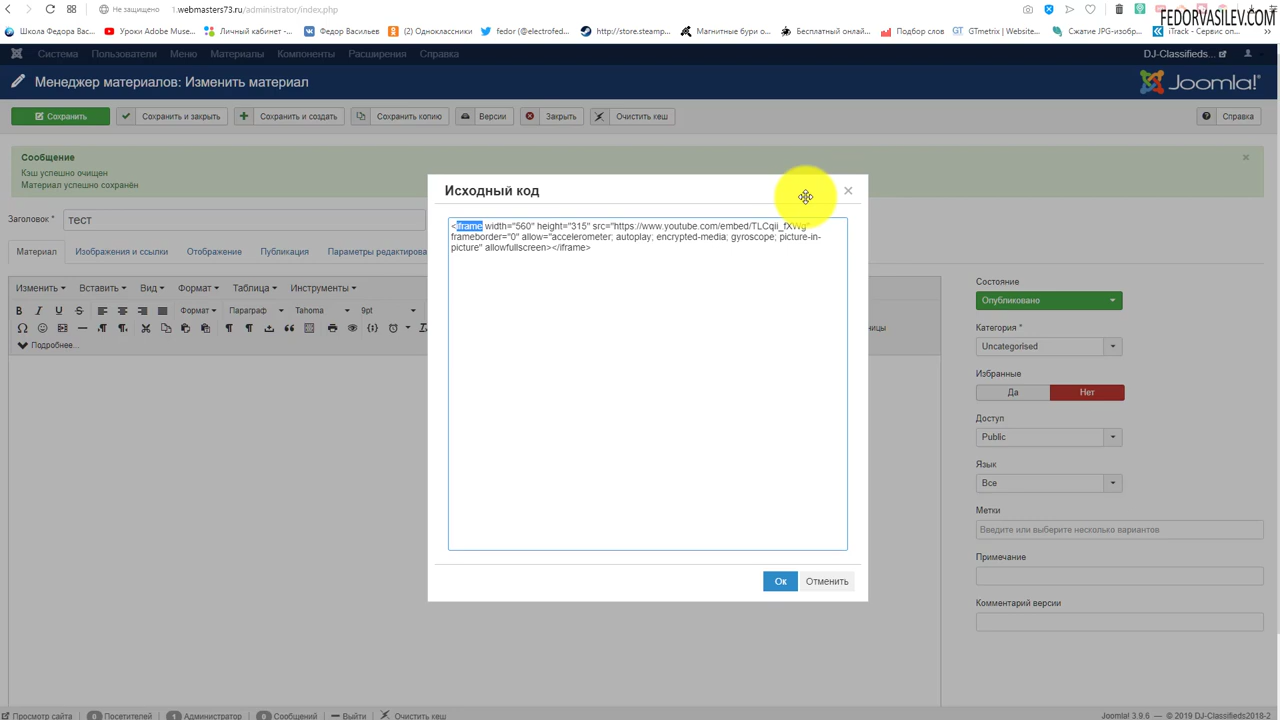 Не защищено 1.webmasters73.ru/administrator/index.php
FEDORVASILEV.COM
Школа Федора Вас... Уроки Adobe Muse... Личный кабинет -... Федор Васильев (1) Одноклассники fedor (@electrofed... http://store.steamp... Магнитные бури о... Бесплатный онлай... Подбор слов GTmetrix | Website... Сжатие JPG-изобр... iTrack - Сервис оп...
Система Пользователи Меню Материалы Компоненты Расширения Справка DJ-Classifieds...
Менеджер материалов: Изменить материал Joomla!
Сохранить Сохранить и закрыть Сохранить и создать Сохранить копию Версии Закрыть Очистить кеш Справка
Сообщение
Кэш успешно очищен
Материал успешно сохранён
Исходный код
Заголовок * тест
<iframe width="560" height="315" src="https://www.youtube.com/embed/
frameborder="0" allow="accelerometer; autoplay; encrypted-media; gyroscope; picture-in-
picture" allowfullscreen></iframe>
Материал Изображения и ссылки Отображение Публикация Параметры редактирова
Изменить Вставить Вид Формат Таблица Инструменты
B I U S Формат Параграф Tahoma 9pt
ницы
Подробнее...
Состояние
Опубликовано
Категория *
Uncategorised
Избранные
Да Нет
Доступ
Public
Язык
Все
Метки
Введите или выберите несколько вариантов
Примечание
Комментарий версии
Ок Отменить
Просмотр сайта 0 Посетителей 1 Администратор 0 Сообщений Выйти Очистить кеш Joomla! 3.9.6 — © 2019 DJ-Classifieds2018-2